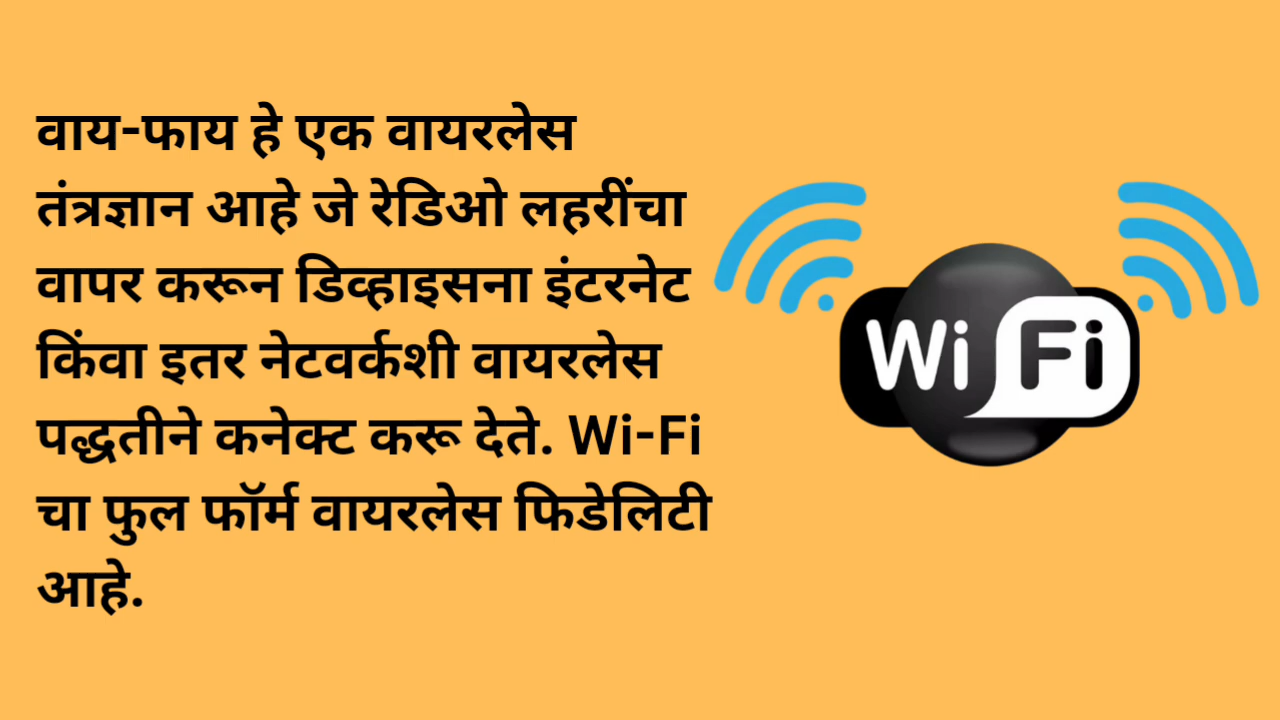 वाय-फाय हे एक वायरलेस
तंत्रज्ञान आहे जे रेडिओ लहरींचा
वापर करून डिव्हाइसना इंटरनेट
किंवा इतर नेटवर्कशी वायरलेस
पद्धतीने कनेक्ट करू देते. Wi-Fi
चा फुल फॉर्म वायरलेस फिडेलिटी
आहे.
Wi Fi